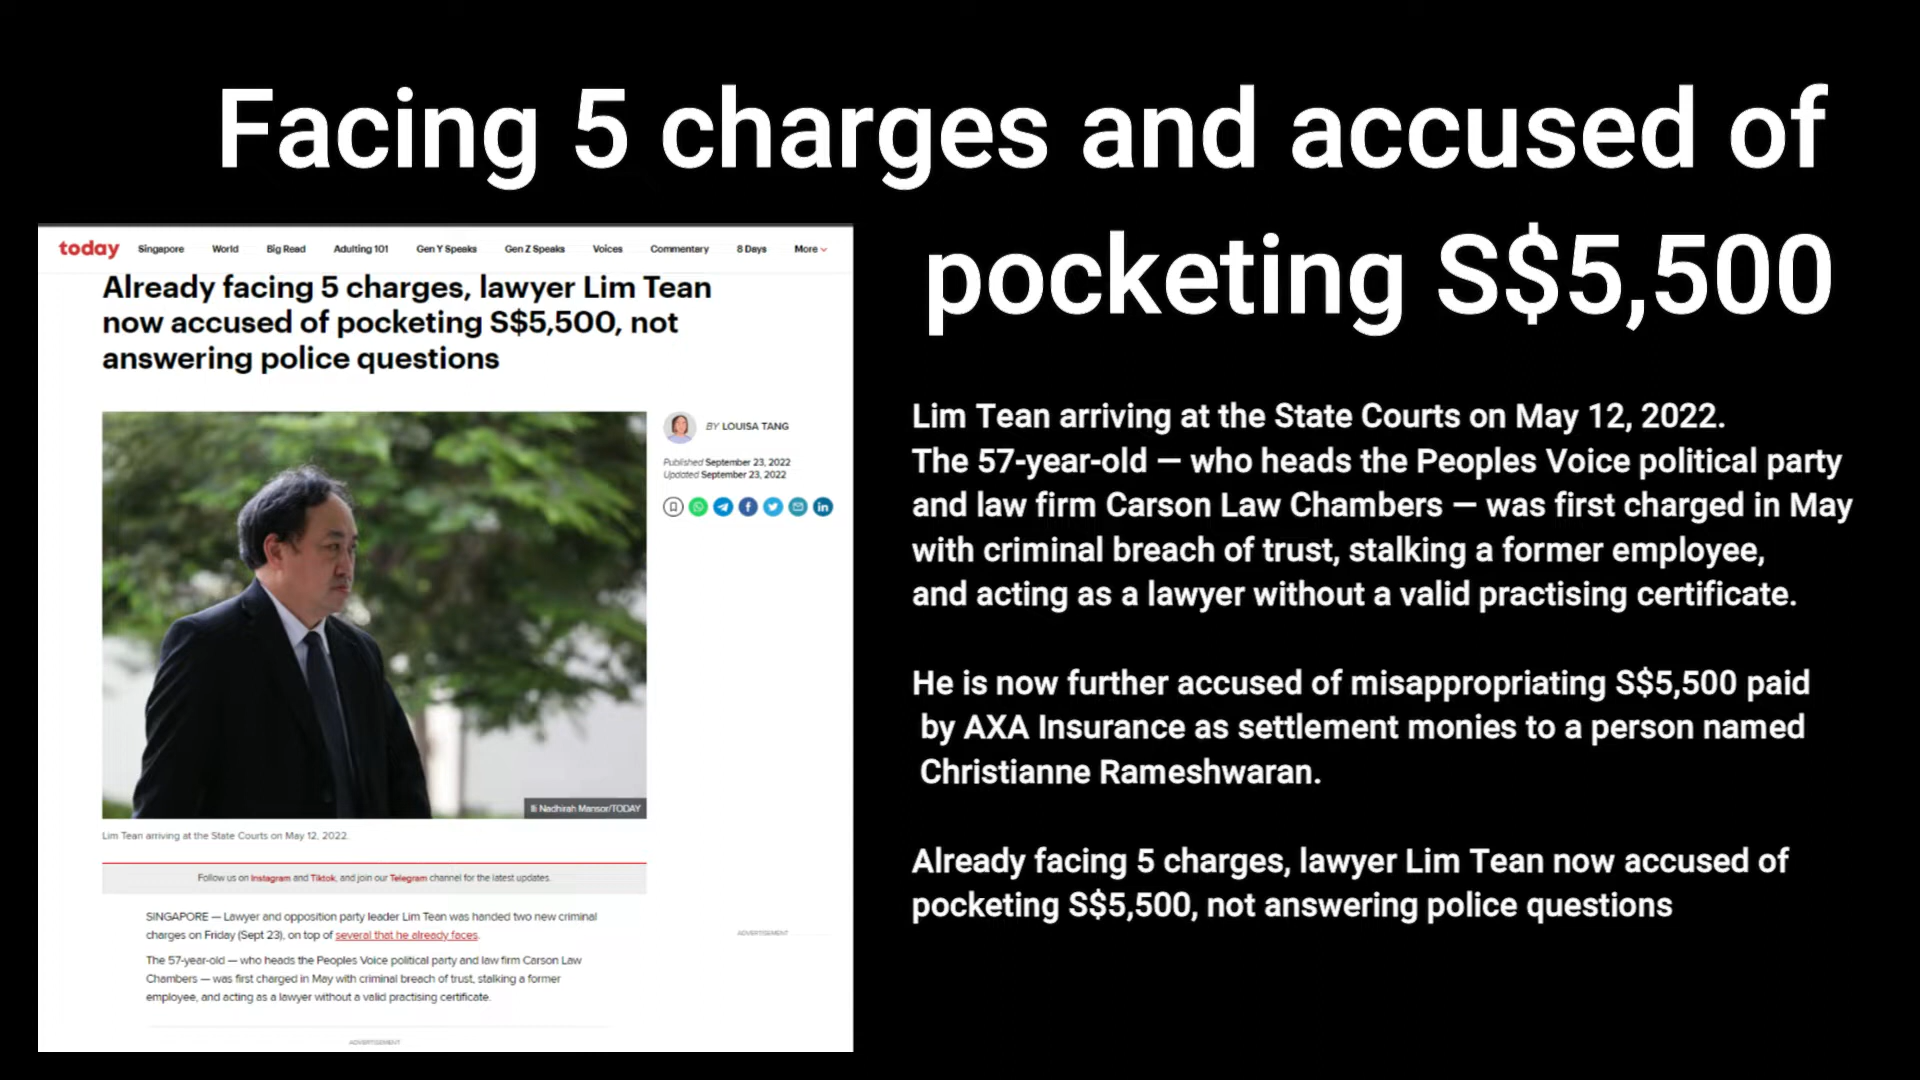 Facing 5 charges and accused of
pocketing S$5,500
today Singapore World Big Read Adulting 101 Gen Y Speaks Gen Z Speaks Voices Commentary 8 Days More
Already facing 5 charges, lawyer Lim Tean
now accused of pocketing S$5,500, not
answering police questions
BY LOUISA TANG
Published September 23, 2022
Updated September 23, 2022
Nadhirah Mansor/TODAY
Lim Tean arriving at the State Courts on May 12, 2022.
Follow us on Instagram and Tiktok, and join our Telegram channel for the latest updates.
SINGAPORE — Lawyer and opposition party leader Lim Tean was handed two new criminal
charges on Friday (Sept 23), on top of several that he already faces.
The 57-year-old — who heads the Peoples Voice political party and law firm Carson Law
Chambers — was first charged in May with criminal breach of trust, stalking a former
employee, and acting as a lawyer without a valid practising certificate.
ADVERTISEMENT
ADVERTISEMENT
Lim Tean arriving at the State Courts on May 12, 2022.
The 57-year-old — who heads the Peoples Voice political party
and law firm Carson Law Chambers — was first charged in May
with criminal breach of trust, stalking a former employee,
and acting as a lawyer without a valid practising certificate.
He is now further accused of misappropriating S$5,500 paid
by AXA Insurance as settlement monies to a person named
Christianne Rameshwaran.
Already facing 5 charges, lawyer Lim Tean now accused of
pocketing S$5,500, not answering police questions